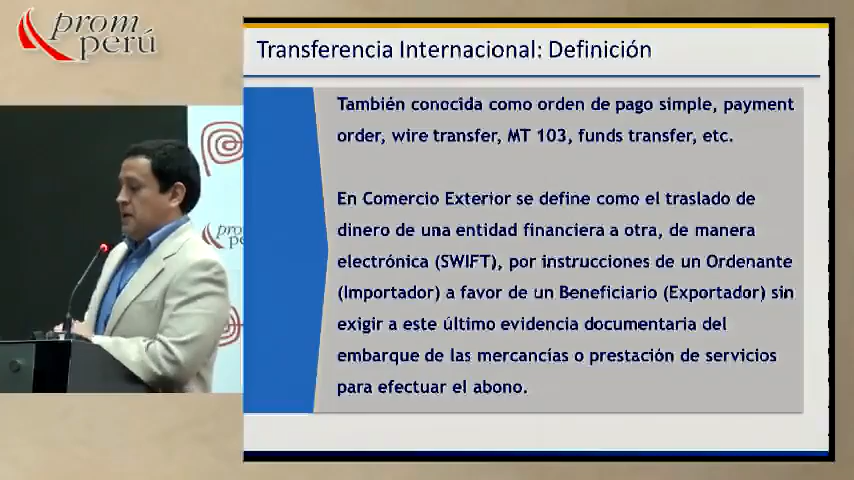 prom
perú
Transferencia Internacional: Definición
También conocida como orden de pago simple, payment
order, wire transfer, MT 103, funds transfer, etc.
En Comercio Exterior se define como el traslado de
dinero de una entidad financiera a otra, de manera
electrónica (SWIFT), por instrucciones de un Ordenante
(Importador) a favor de un Beneficiario (Exportador) sin
exigir a este último evidencia documentaria del
embarque de las mercancías o prestación de servicios
para efectuar el abono.
prom
pe